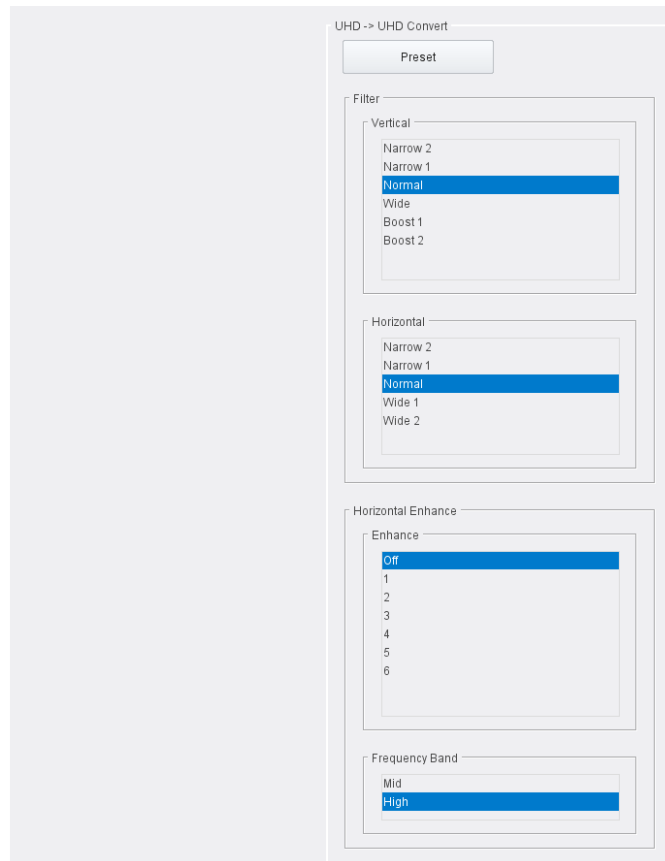 UHD -> UHD Convert
Preset
Filter
Vertical
Narrow 2
Narrow 1
Normal
Wide
Boost 1
Boost 2
Horizontal
Narrow 2
Narrow 1
Normal
Wide 1
Wide 2
Horizontal Enhance
Enhance
Off
1
2
3
4
5
6
Frequency Band
Mid
High